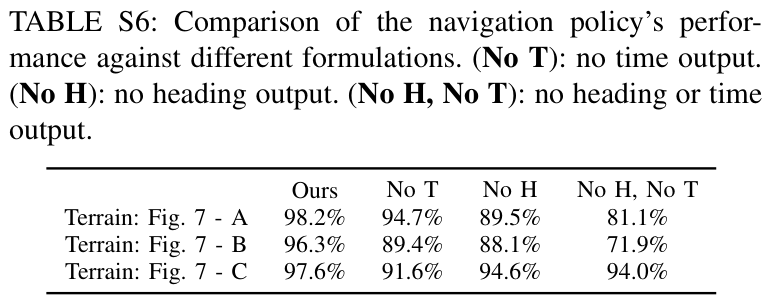 TABLE S6: Comparison of the navigation policy's perfor-
mance against different formulations. (No T): no time output.
(No H): no heading output. (No H, No T): no heading or time
output.
Ours No T No H No H, No T
Terrain: Fig. 7 - A 98.2% 94.7% 89.5% 81.1%
Terrain: Fig. 7 - B 96.3% 89.4% 88.1% 71.9%
Terrain: Fig. 7 - C 97.6% 91.6% 94.6% 94.0%